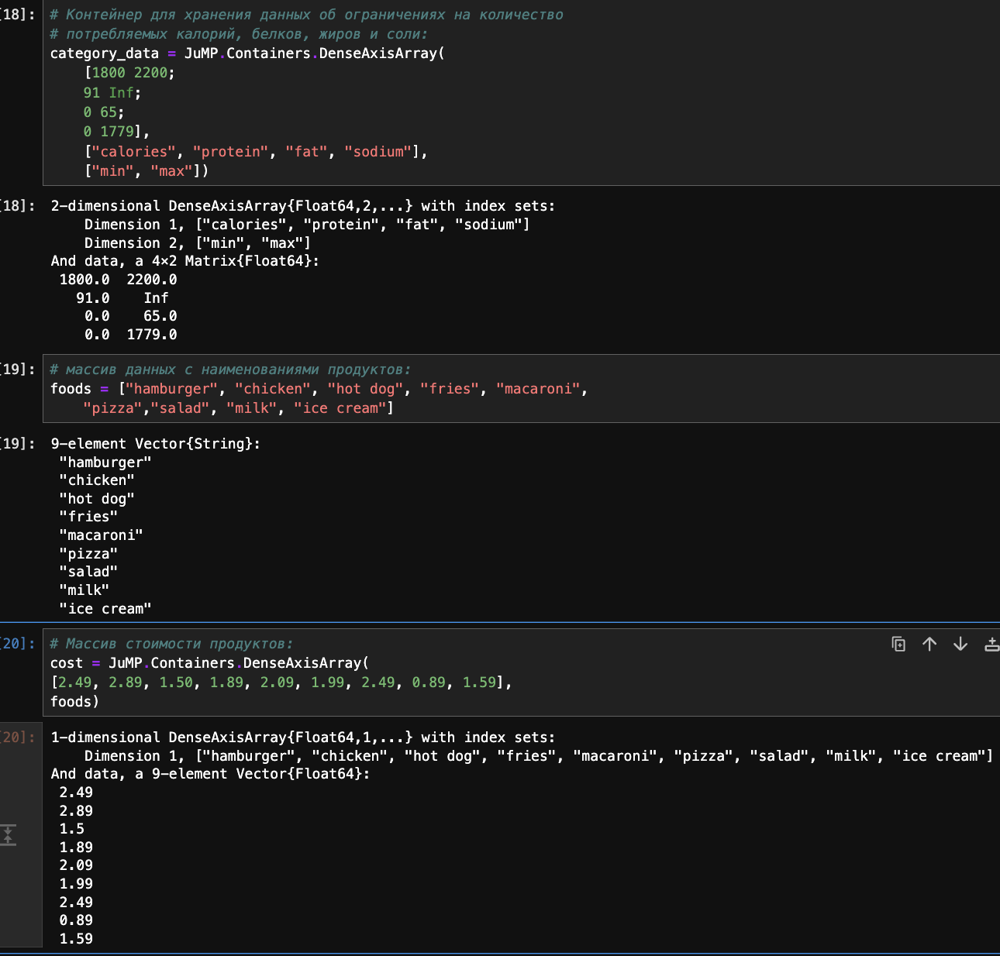 [18]:
# Контейнер для хранения данных об ограничениях на количество
# потребляемых калорий, белков, жиров и соли:
category_data = JuMP.Containers.DenseAxisArray(
[1800 2200;
91 Inf;
0 65;
0 1779],
["calories", "protein", "fat", "sodium"],
["min", "max"])
[18]:
2-dimensional DenseAxisArray{Float64,2,...} with index sets:
Dimension 1, ["calories", "protein", "fat", "sodium"]
Dimension 2, ["min", "max"]
And data, a 4×2 Matrix{Float64}:
1800.0 2200.0
91.0 Inf
0.0 65.0
0.0 1779.0
[19]:
# массив данных с наименованиями продуктов:
foods = ["hamburger", "chicken", "hot dog", "fries", "macaroni",
"pizza","salad", "milk", "ice cream"]
[19]:
9-element Vector{String}:
"hamburger"
"chicken"
"hot dog"
"fries"
"macaroni"
"pizza"
"salad"
"milk"
"ice cream"
[20]:
# Массив стоимости продуктов:
cost = JuMP.Containers.DenseAxisArray(
[2.49, 2.89, 1.50, 1.89, 2.09, 1.99, 2.49, 0.89, 1.59],
foods)
[20]:
1-dimensional DenseAxisArray{Float64,1,...} with index sets:
Dimension 1, ["hamburger", "chicken", "hot dog", "fries", "macaroni", "pizza", "salad", "milk", "ice cream"]
And data, a 9-element Vector{Float64}:
2.49
2.89
1.5
1.89
2.09
1.99
2.49
0.89
1.59